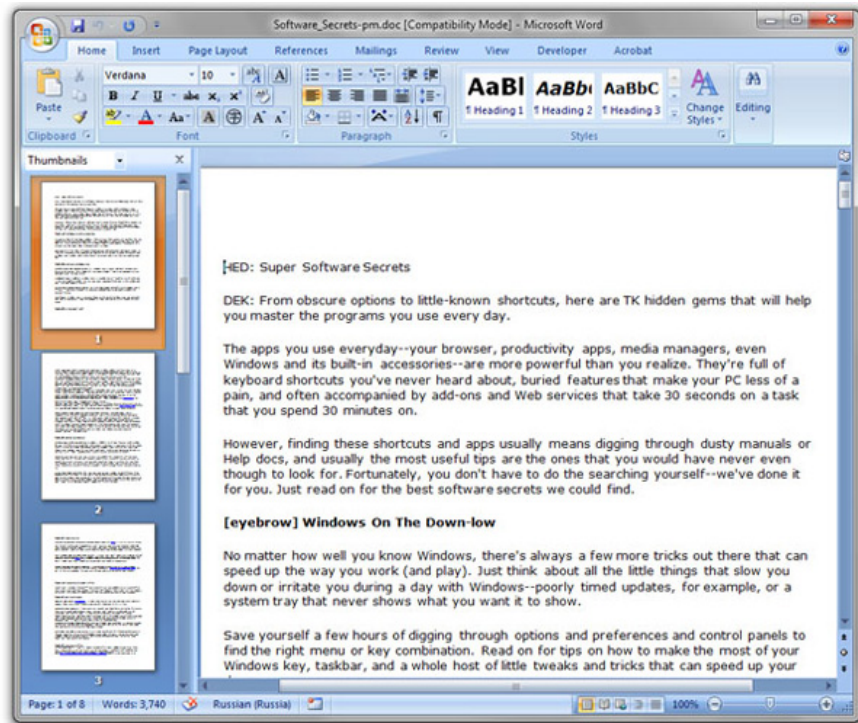 Software_Secrets-pm.doc [Compatibility Mode] - Microsoft Word
Home Insert Page Layout References Mailings Review View Developer Acrobat
Verdana 10
Paste
AaBl AaBb AaBbC
¶ Heading 1 ¶ Heading 2 ¶ Heading 3
Change Styles
Editing
Clipboard Font Paragraph Styles
Thumbnails
1
2
3
HED: Super Software Secrets
DEK: From obscure options to little-known shortcuts, here are TK hidden gems that will help
you master the programs you use every day.
The apps you use everyday--your browser, productivity apps, media managers, even
Windows and its built-in accessories--are more powerful than you realize. They're full of
keyboard shortcuts you've never heard about, buried features that make your PC less of a
pain, and often accompanied by add-ons and Web services that take 30 seconds on a task
that you spend 30 minutes on.
However, finding these shortcuts and apps usually means digging through dusty manuals or
Help docs, and usually the most useful tips are the ones that you would have never even
though to look for. Fortunately, you don't have to do the searching yourself--we've done it
for you. Just read on for the best software secrets we could find.
[eyebrow] Windows On The Down-low
No matter how well you know Windows, there's always a few more tricks out there that can
speed up the way you work (and play). Just think about all the little things that slow you
down or irritate you during a day with Windows--poorly timed updates, for example, or a
system tray that never shows what you want it to show.
Save yourself a few hours of digging through options and preferences and control panels to
find the right menu or key combination. Read on for tips on how to make the most of your
Windows key, taskbar, and a whole host of little tweaks and tricks that can speed up your
Page: 1 of 8 Words: 3,740 Russian (Russia) 100%